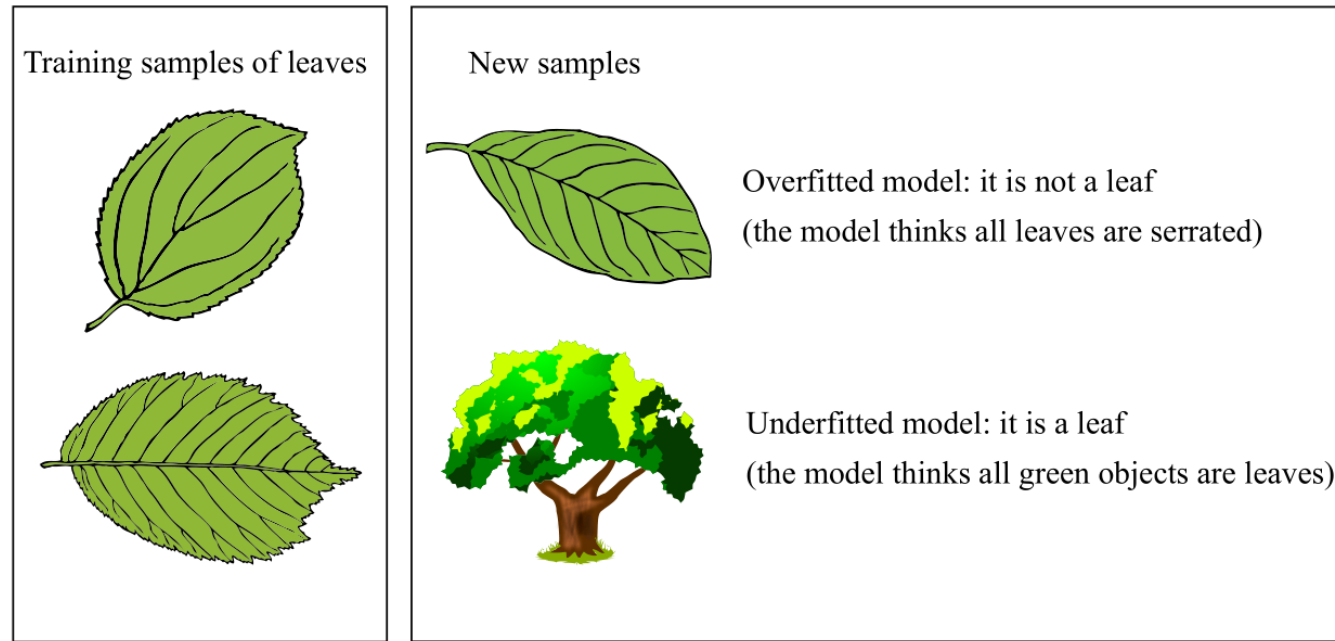 Training samples of leaves
New samples
Overfitted model: it is not a leaf
(the model thinks all leaves are serrated)
Underfitted model: it is a leaf
(the model thinks all green objects are leaves)